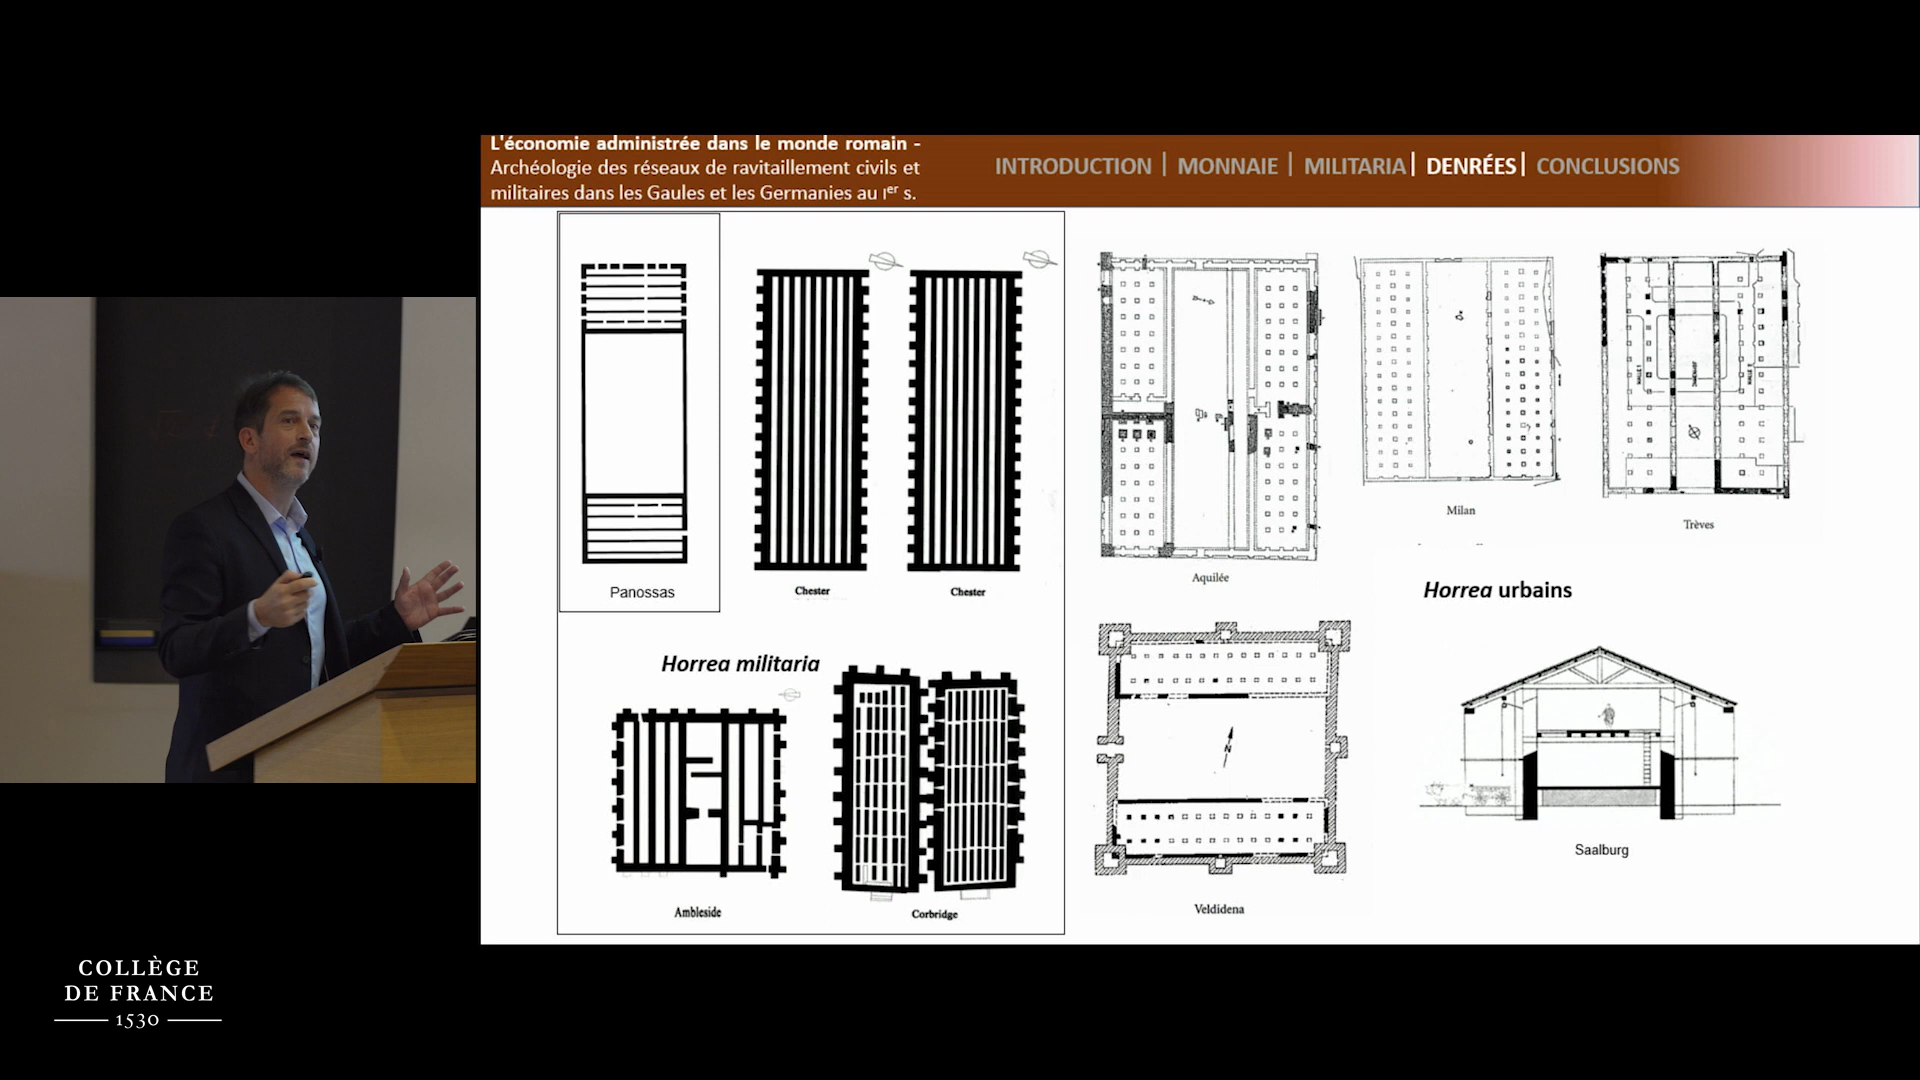 L'économie administrée dans le monde romain -
Archéologie des réseaux de ravitaillement civils et
militaires dans les Gaules et les Germanies au Iᵉʳ s.
INTRODUCTION | MONNAIE | MILITARIA | DENRÉES | CONCLUSIONS
Panossas
Chester
Chester
Horrea militaria
Ambleside
Corbridge
Aquilée
Milan
Trèves
Horrea urbains
N
Veldidena
Saalburg
COLLÈGE
DE FRANCE
1530